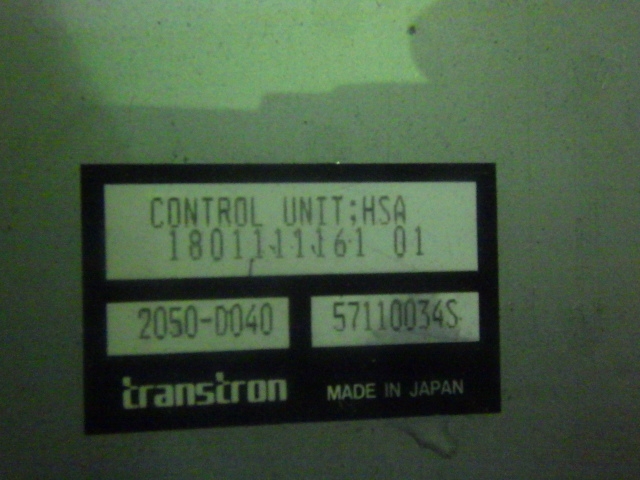 CONTROL UNIT;HSA
1801111161 01
2050-D040 57110034S
transtron MADE IN JAPAN